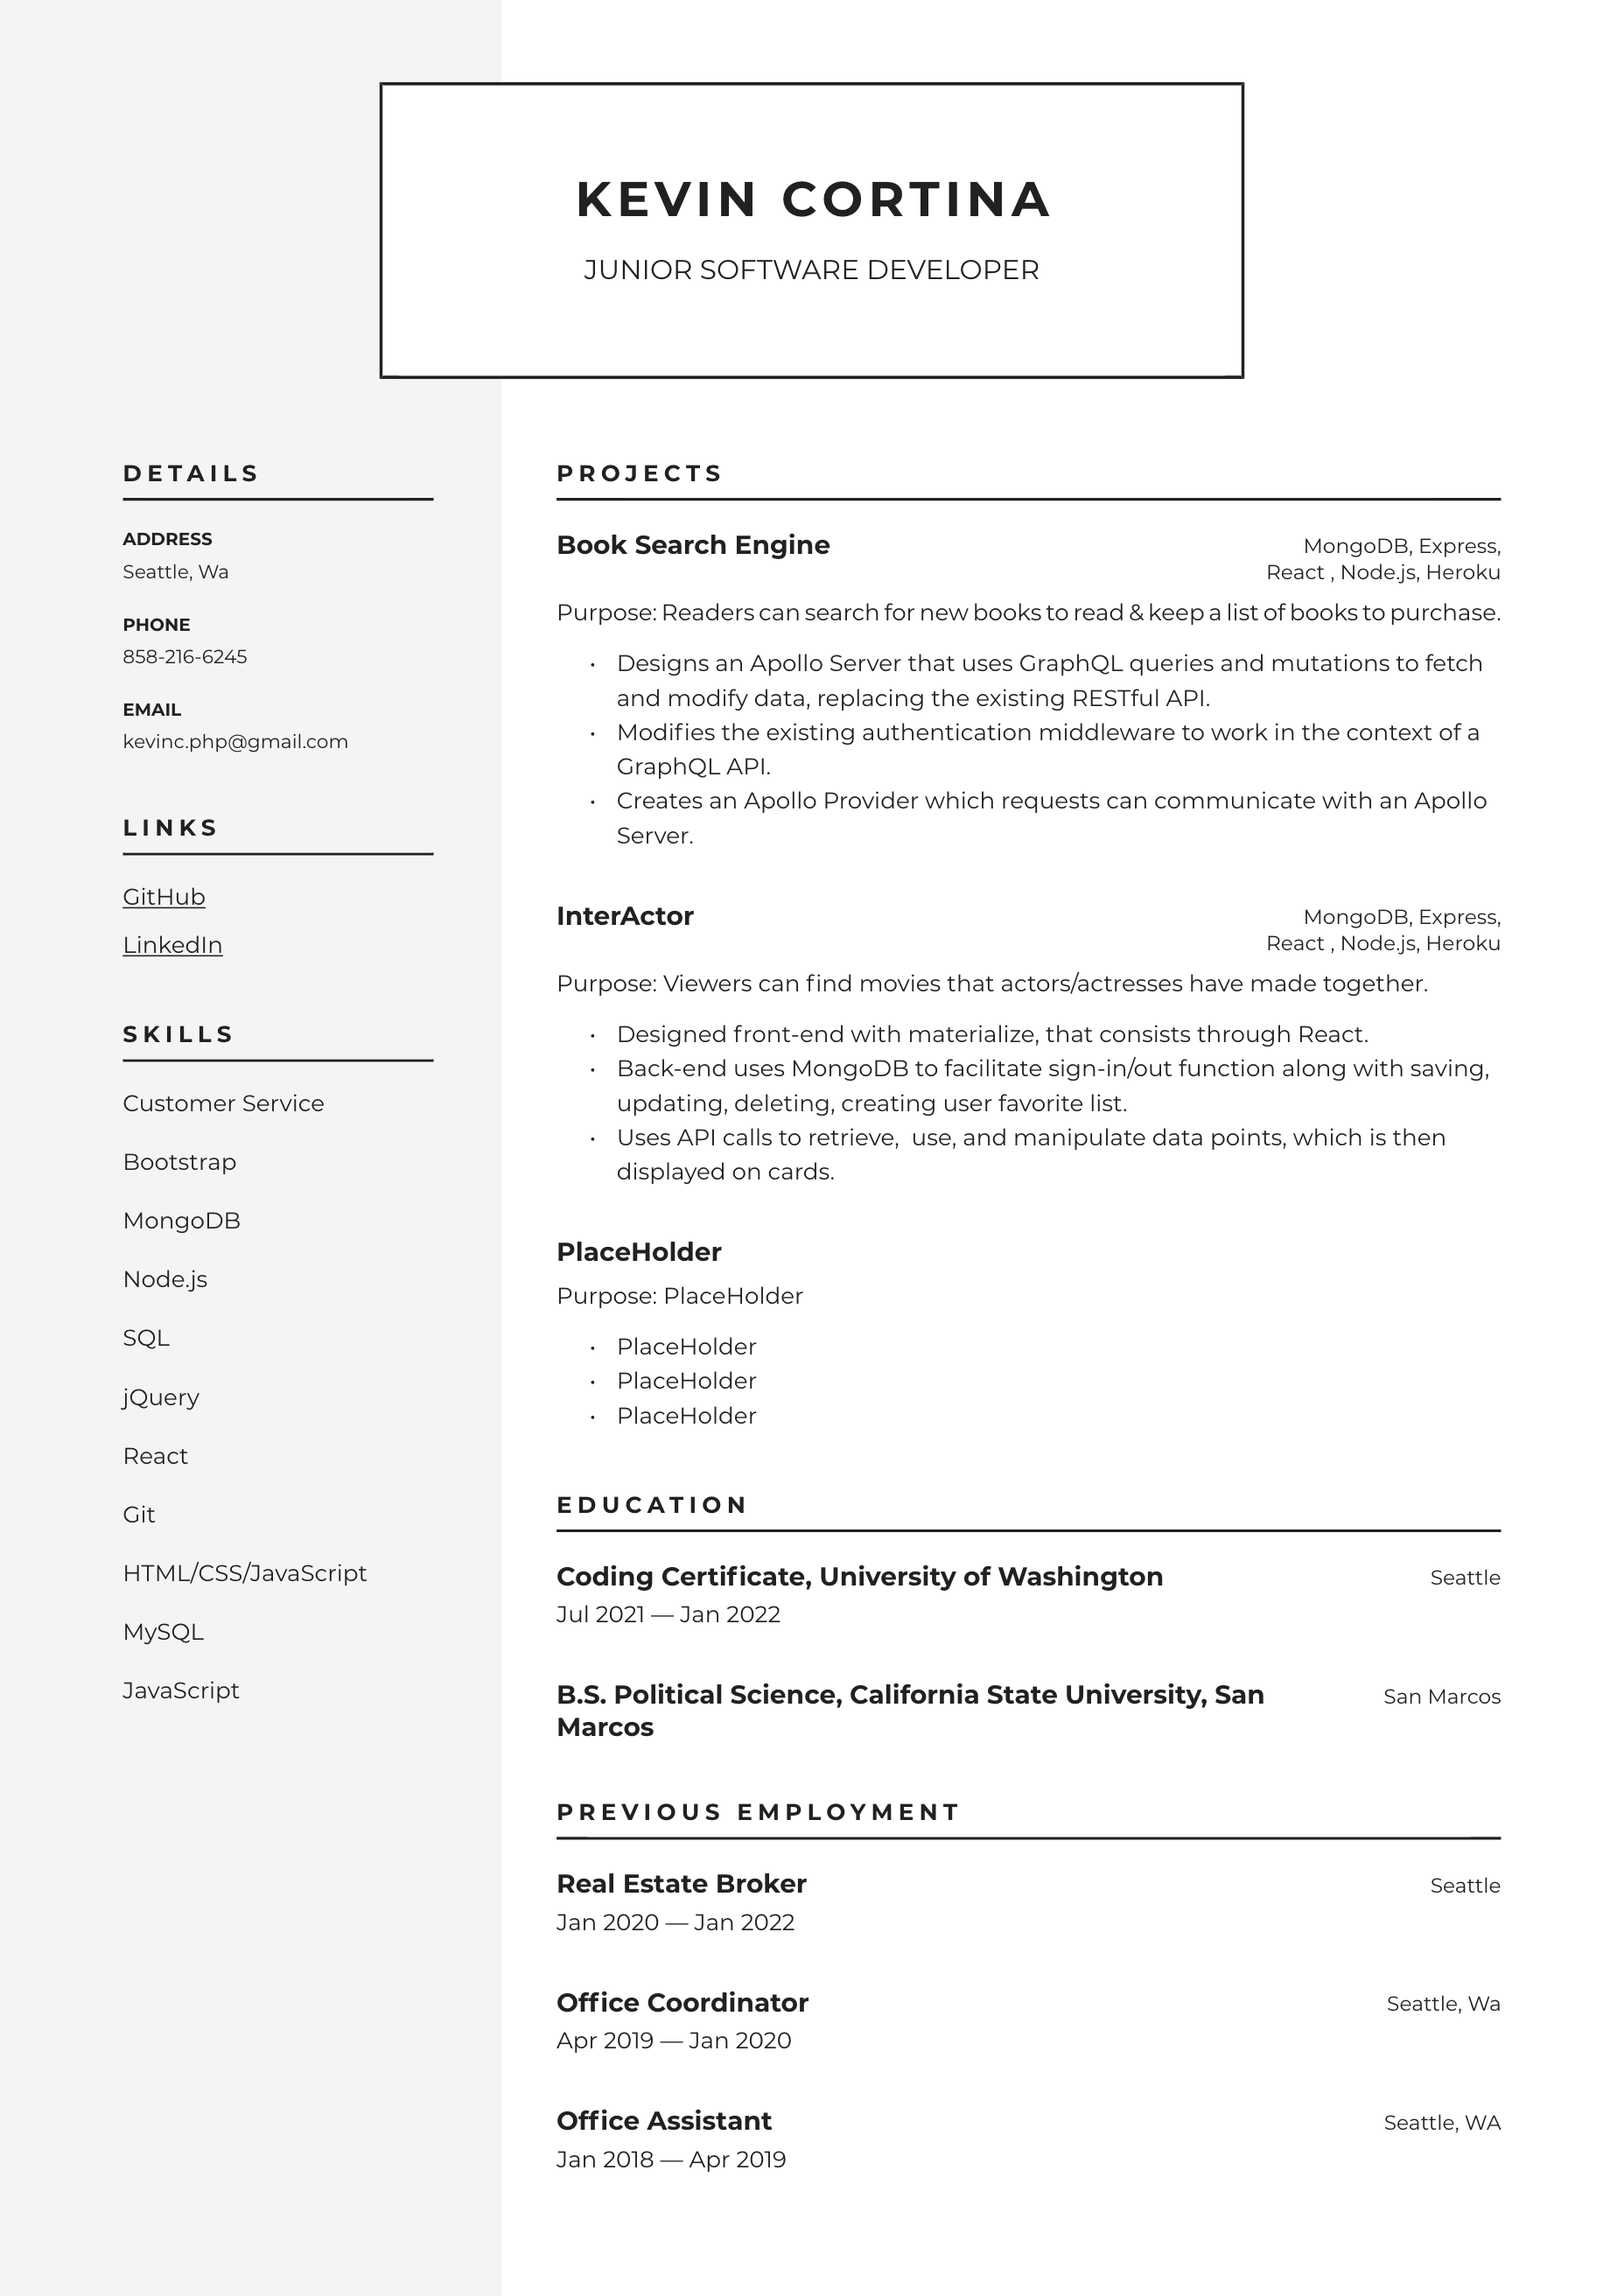 KEVIN CORTINA
JUNIOR SOFTWARE DEVELOPER
DETAILS
ADDRESS
Seattle, Wa
PHONE
858-216-6245
EMAIL
kevinc.php@gmail.com
LINKS
GitHub
LinkedIn
SKILLS
Customer Service
Bootstrap
MongoDB
Node.js
SQL
jQuery
React
Git
HTML/CSS/JavaScript
MySQL
JavaScript
PROJECTS
Book Search Engine
MongoDB, Express,
React , Node.js, Heroku
Purpose: Readers can search for new books to read & keep a list of books to purchase.
• Designs an Apollo Server that uses GraphQL queries and mutations to fetch
and modify data, replacing the existing RESTful API.
• Modifies the existing authentication middleware to work in the context of a
GraphQL API.
• Creates an Apollo Provider which requests can communicate with an Apollo
Server.
InterActor
MongoDB, Express,
React , Node.js, Heroku
Purpose: Viewers can find movies that actors/actresses have made together.
• Designed front-end with materialize, that consists through React.
• Back-end uses MongoDB to facilitate sign-in/out function along with saving,
updating, deleting, creating user favorite list.
• Uses API calls to retrieve,  use, and manipulate data points, which is then
displayed on cards.
PlaceHolder
Purpose: PlaceHolder
• PlaceHolder
• PlaceHolder
• PlaceHolder
EDUCATION
Coding Certificate, University of Washington
Seattle
Jul 2021 — Jan 2022
B.S. Political Science, California State University, San
Marcos
San Marcos
PREVIOUS EMPLOYMENT
Real Estate Broker
Seattle
Jan 2020 — Jan 2022
Office Coordinator
Seattle, Wa
Apr 2019 — Jan 2020
Office Assistant
Seattle, WA
Jan 2018 — Apr 2019